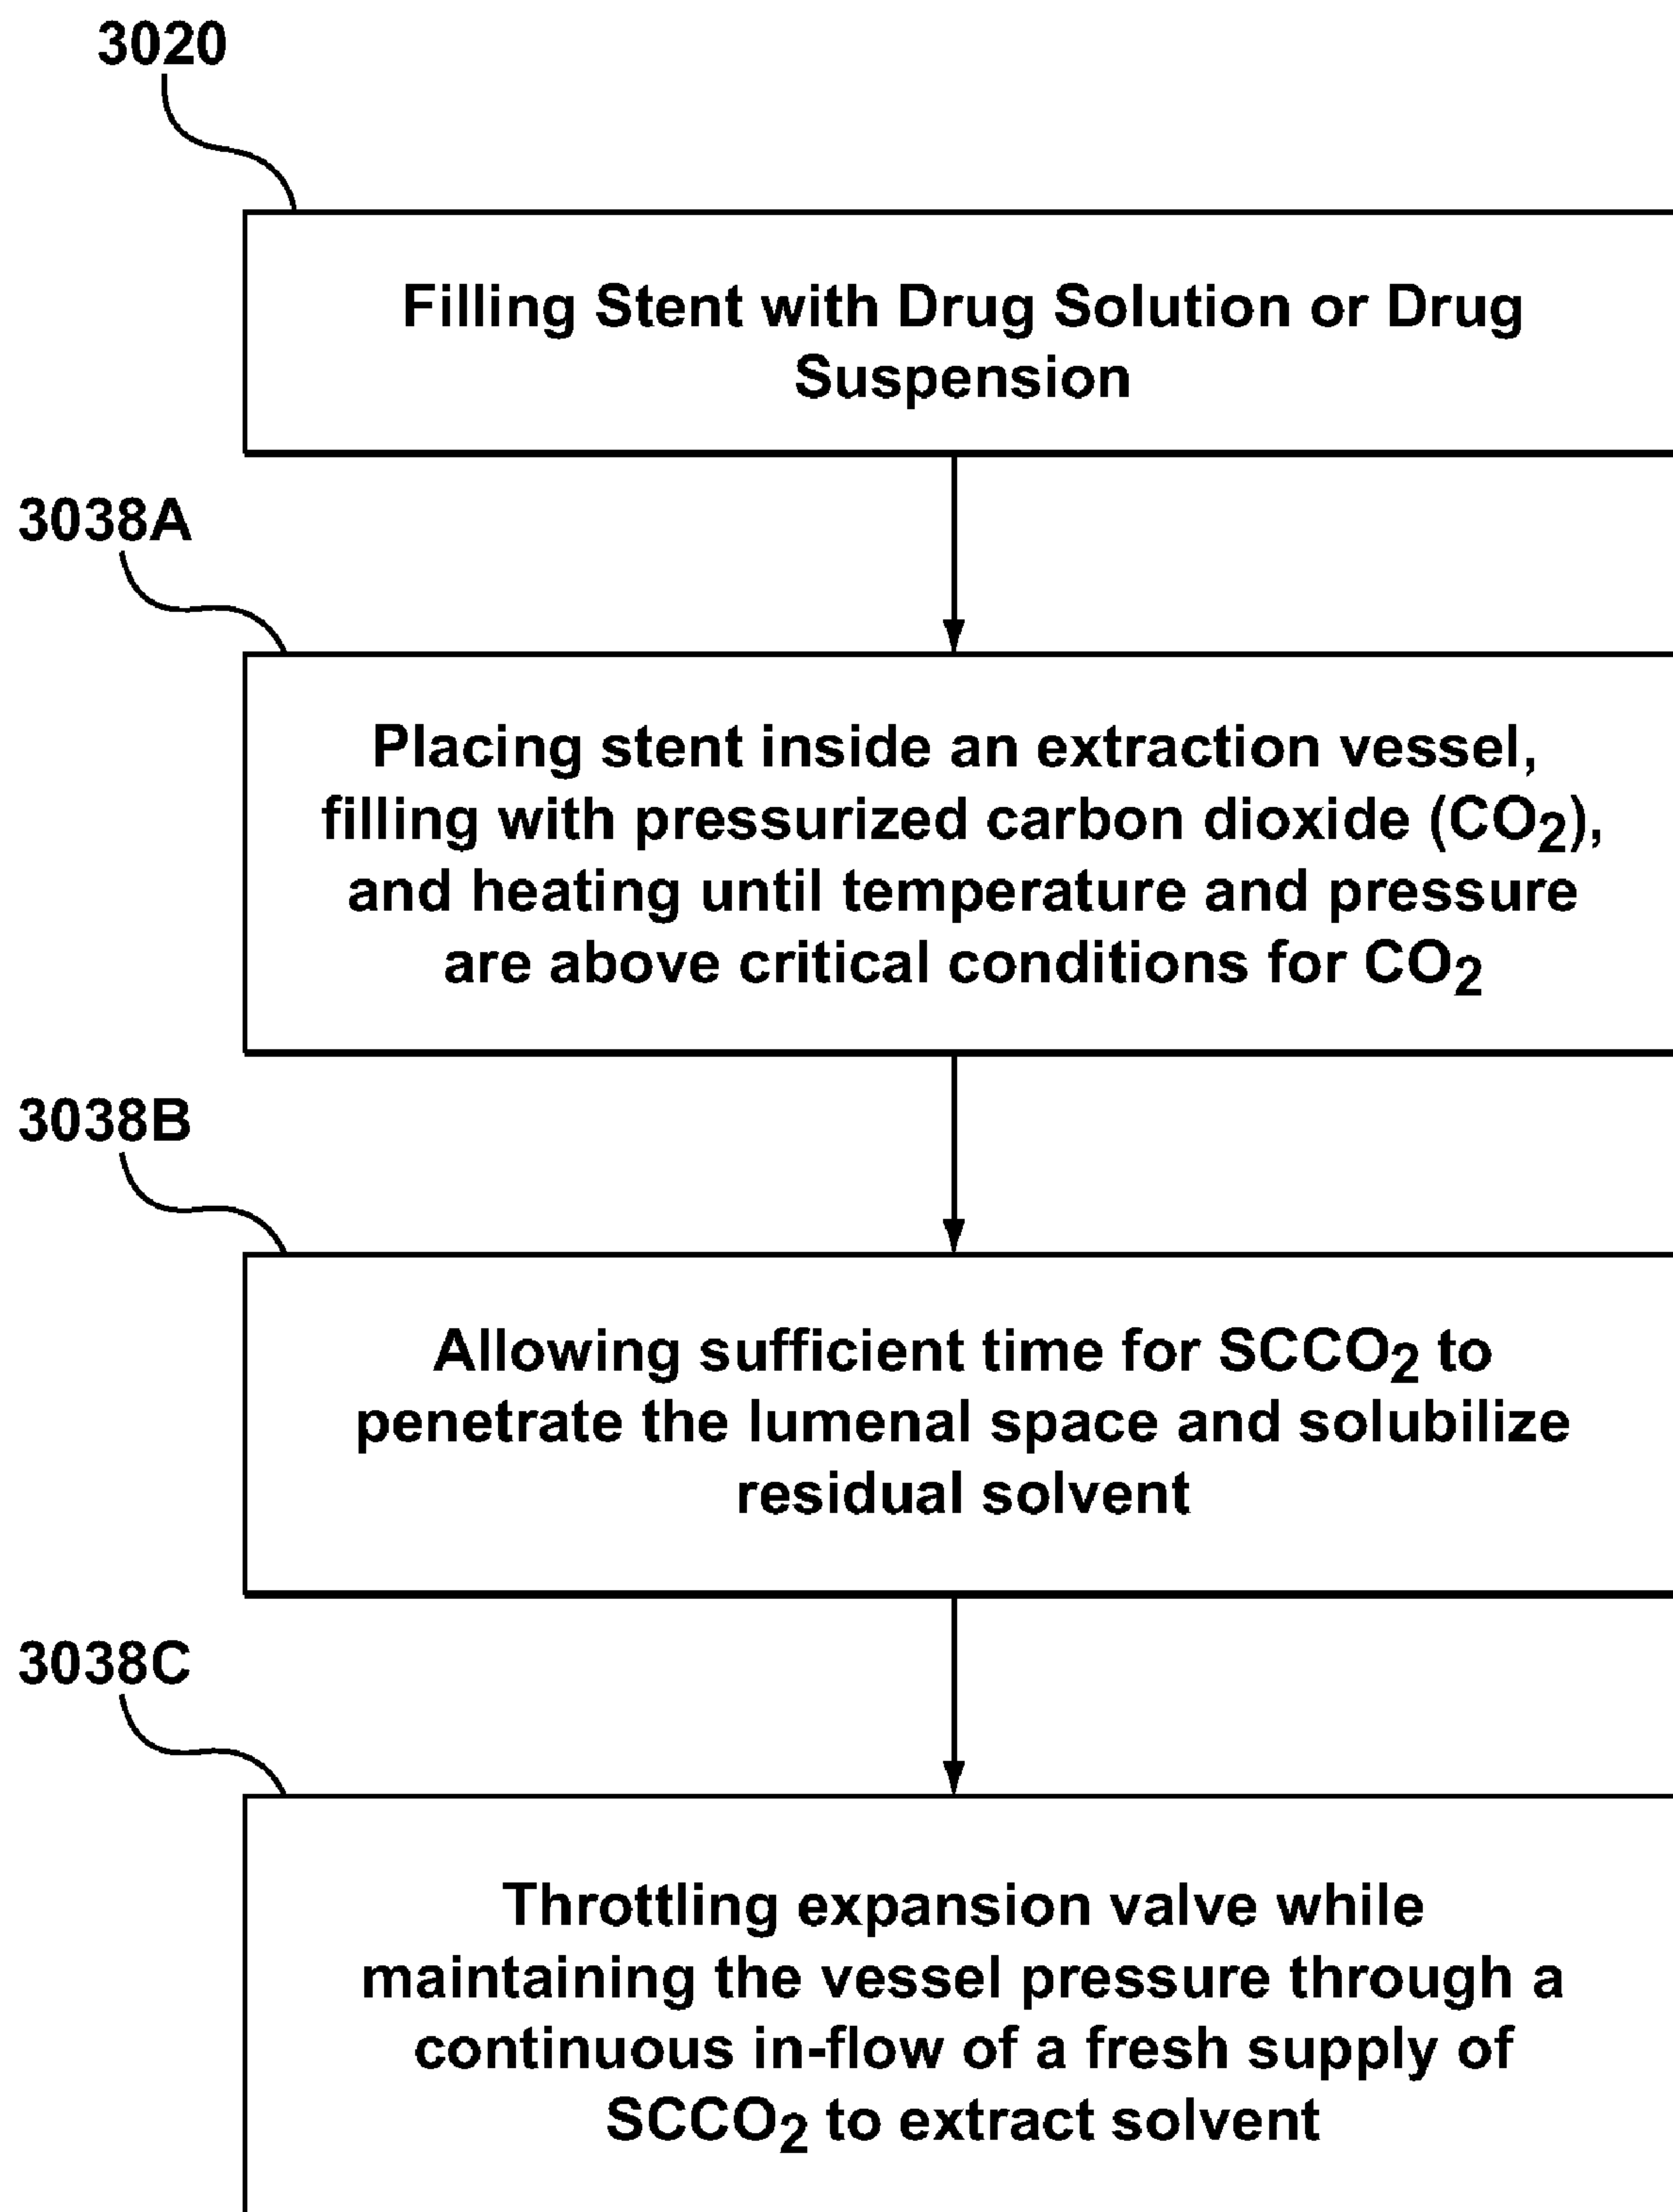 3020
Filling Stent with Drug Solution or Drug
Suspension
3038A
Placing stent inside an extraction vessel,
filling with pressurized carbon dioxide (CO₂),
and heating until temperature and pressure
are above critical conditions for CO₂
3038B
Allowing sufficient time for SCCO₂ to
penetrate the lumenal space and solubilize
residual solvent
3038C
Throttling expansion valve while
maintaining the vessel pressure through a
continuous in-flow of a fresh supply of
SCCO₂ to extract solvent